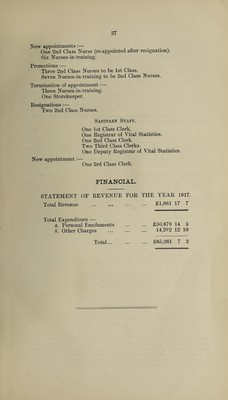 37
New appointments :—
One 2nd Class Nurse (re-appointed after resignation).
Six Nurses-in-training.
Promotions :—
Three 2nd Class Nurses to be 1st Class.
Seven Nurses-in-training to be 2nd Class Nurses.
Termination of appointment :—
Three Nurses-in-training.
One Storekeeper.
Resignations :—
Two 2nd Class Nurses.
SANITARY STAFF.
One 1st Class Clerk.
One Registrar of Vital Statistics.
One 2nd Class Clerk.
Two Third Class Clerks.
One Deputy Registrar of Vital Statistics.
New appointment :—
One 3rd Class Clerk.
FINANCIAL.
STATEMENT OF REVENUE FOR THE YEAR 1917.
Total Revenue ... ... ... ... £1,861 17 7
Total Expenditure :—
a. Personal Emoluments ... ... £50,678 14 5
b. Other Charges ... ... ... 14,582 12 10
Total... ... £65,261 7 3